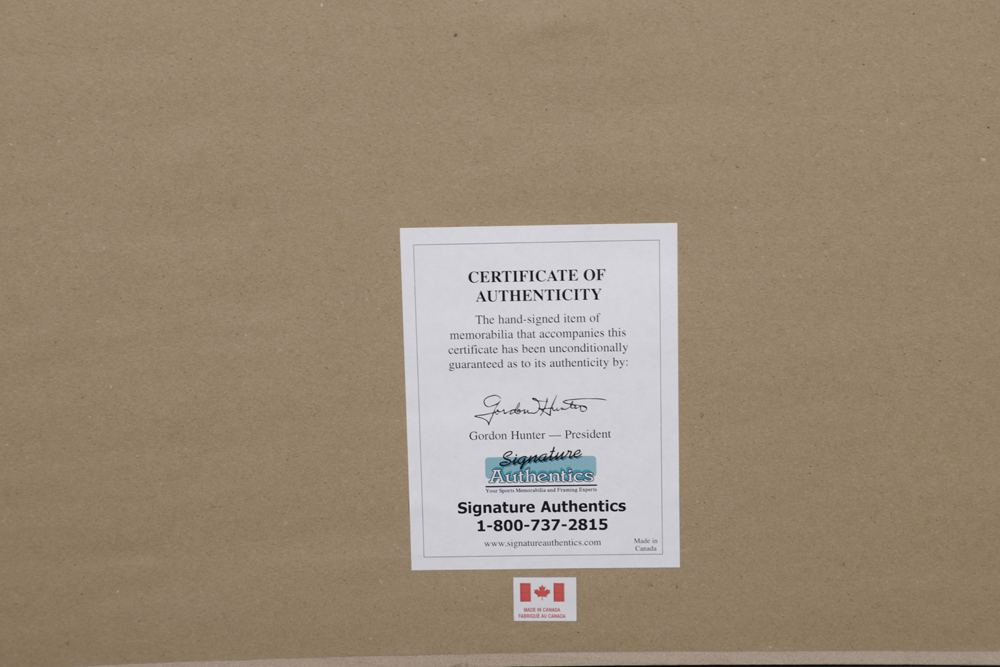 CERTIFICATE OF
AUTHENTICITY
The hand-signed item of
memorabilia that accompanies this
certificate has been unconditionally
guaranteed as to its authenticity by:
Gordon Hunter
Gordon Hunter — President
Signature
Authentics
Your Sports Memorabilia and Framing Experts
Signature Authentics
1-800-737-2815
www.signatureauthentics.com
Made in
Canada
MADE IN CANADA
FABRIQUÉ AU CANADA